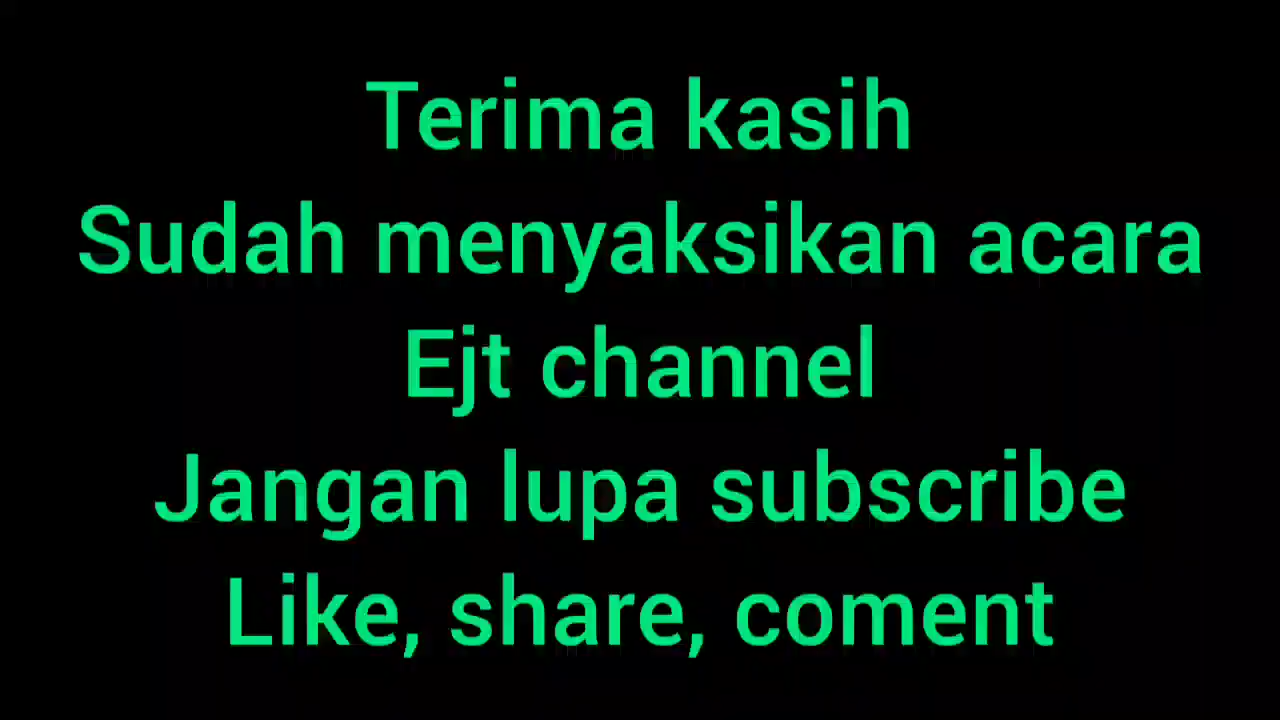 Terima kasih
Sudah menyaksikan acara
Ejt channel
Jangan lupa subscribe
Like, share, coment